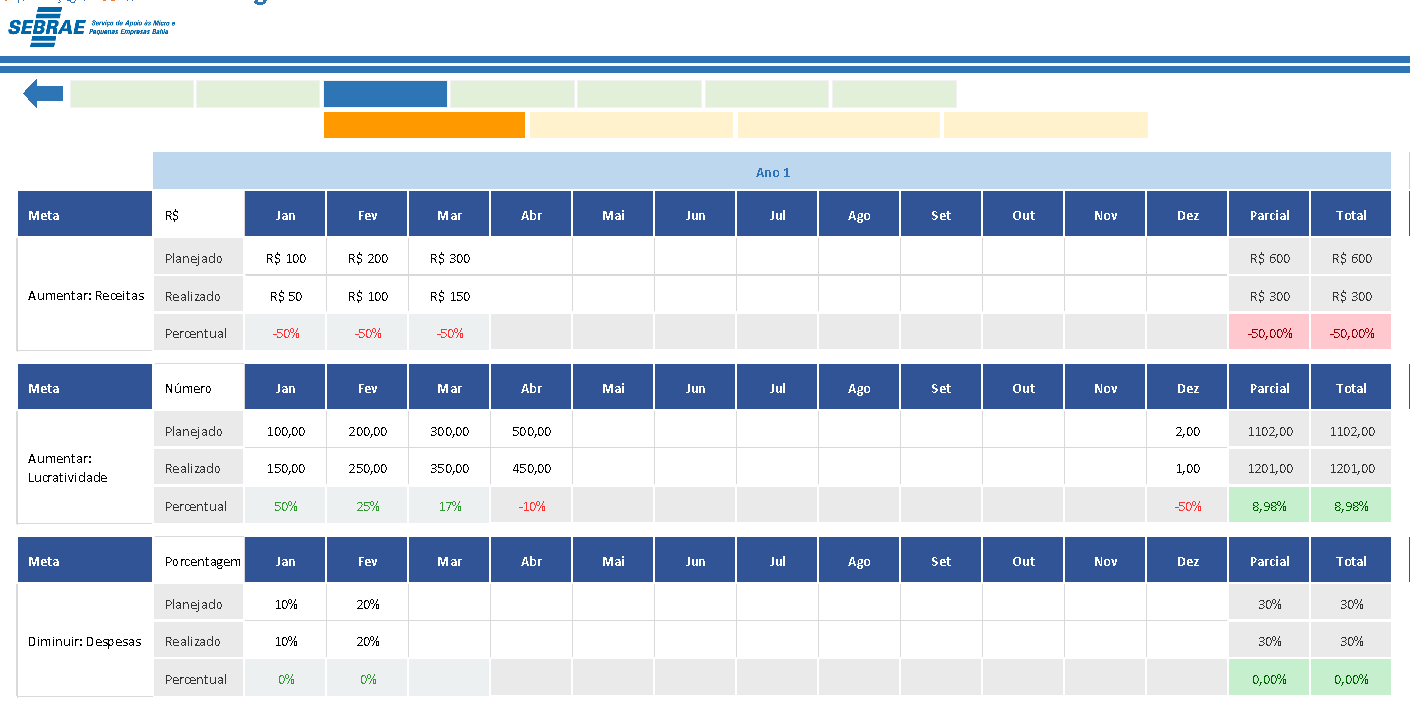 SEBRAE Serviço de Apoio às Micro e
Pequenas Empresas Bahia
Ano 1
Meta R$ Jan Fev Mar Abr Mai Jun Jul Ago Set Out Nov Dez Parcial Total
Planejado R$ 100 R$ 200 R$ 300 R$ 600 R$ 600
Aumentar: Receitas Realizado R$ 50 R$ 100 R$ 150 R$ 300 R$ 300
Percentual -50% -50% -50% -50,00% -50,00%
Meta Número Jan Fev Mar Abr Mai Jun Jul Ago Set Out Nov Dez Parcial Total
Planejado 100,00 200,00 300,00 500,00 2,00 1102,00 1102,00
Aumentar:
Lucratividade
Realizado 150,00 250,00 350,00 450,00 1,00 1201,00 1201,00
Percentual 50% 25% 17% -10% -50% 8,98% 8,98%
Meta Porcentagem Jan Fev Mar Abr Mai Jun Jul Ago Set Out Nov Dez Parcial Total
Planejado 10% 20% 30% 30%
Diminuir: Despesas Realizado 10% 20% 30% 30%
Percentual 0% 0% 0,00% 0,00%